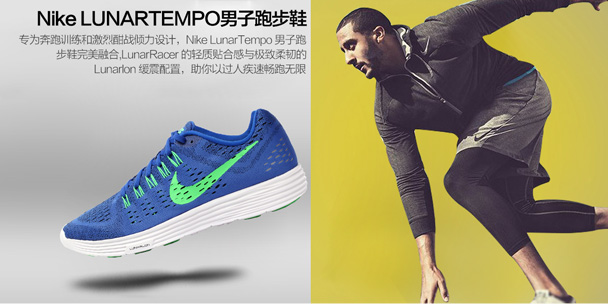 Nike LUNARTEMPO男子跑步鞋
专为奔跑训练和激烈酣战倾力设计，Nike LunarTempo 男子跑
步鞋完美融合,LunarRacer 的轻质贴合感与极致柔韧的
Lunarlon 缓震配置，助你以过人疾速畅跑无限
LUNARLON